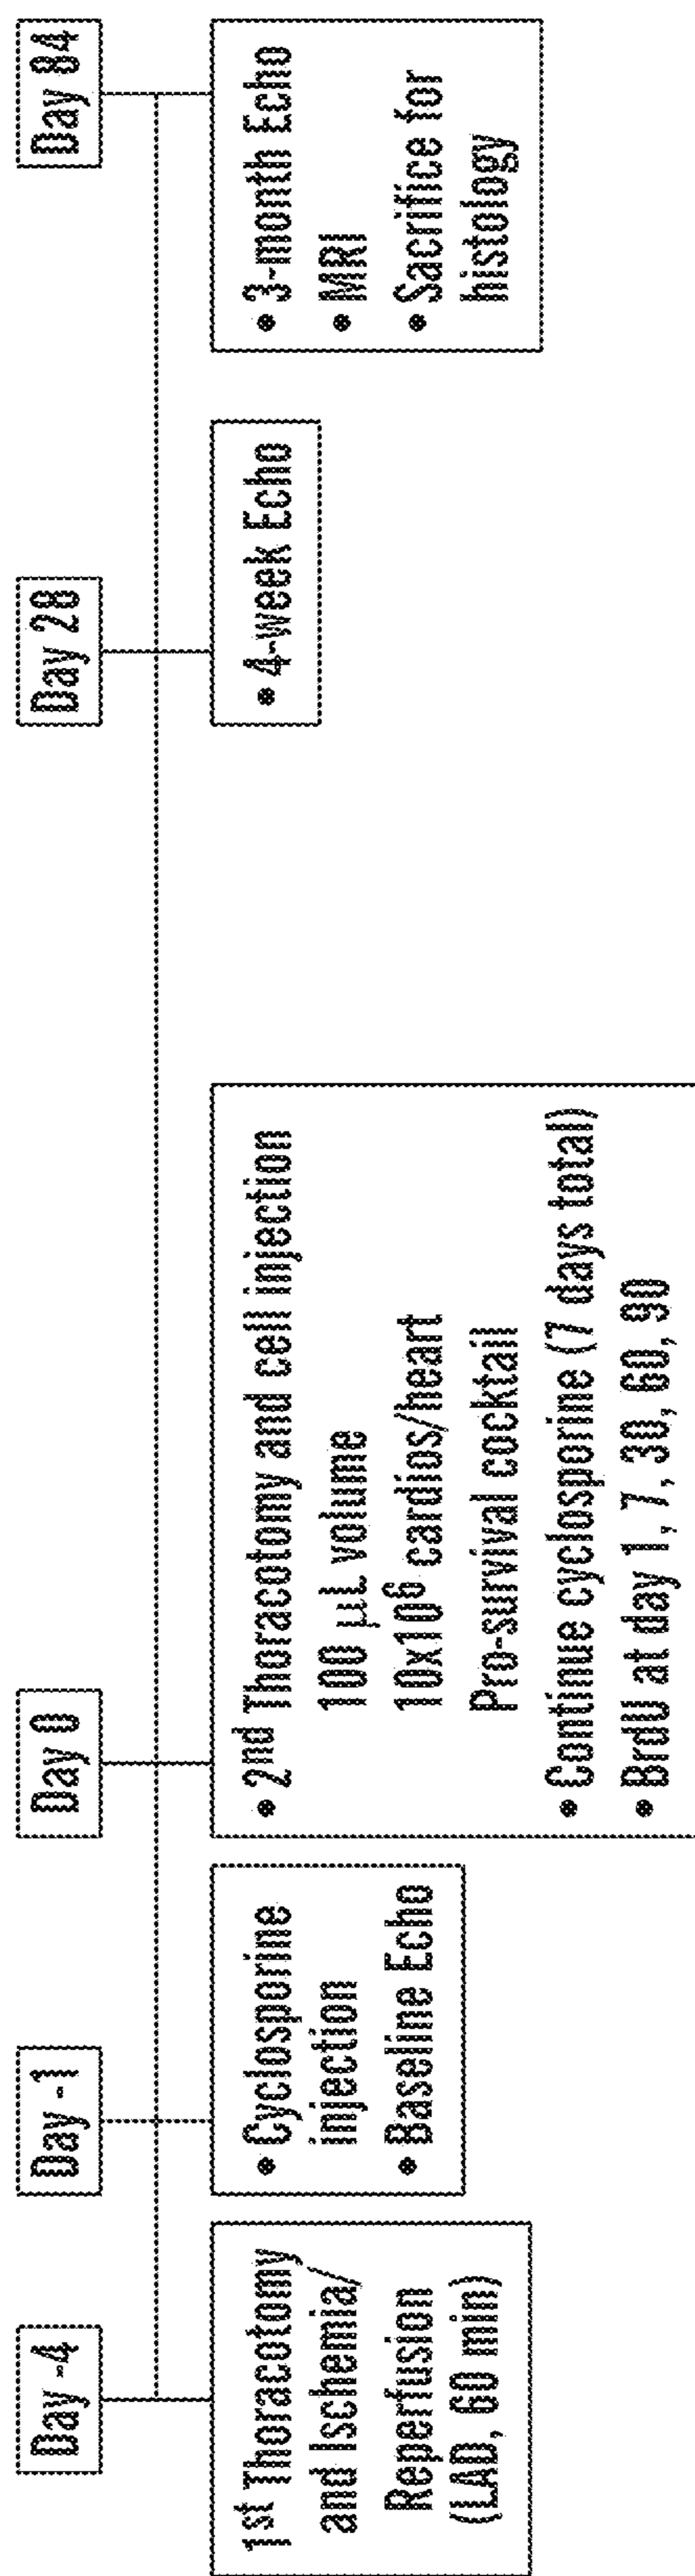 Day -4
1st Thoracotomy
and Ischemia/
Reperfusion
(LAD, 60 min)
Day -1
• Cyclosporine
injection
• Baseline Echo
Day 0
• 2nd Thoracotomy and cell injection
100 µL volume
10x10⁶ cardios/heart
Pro-survival cocktail
• Continue cyclosporine (7 days total)
• BrdU at day 1, 7, 30, 60, 90
Day 28
• 4-week Echo
Day 84
• 3-month Echo
• MRI
• Sacrifice for
histology